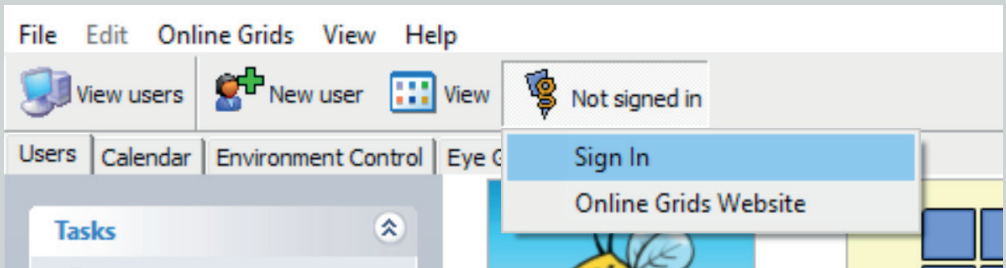 File Edit Online Grids View Help
View users New user View Not signed in
Users Calendar Environment Control Eye
Sign In
Online Grids Website
Tasks